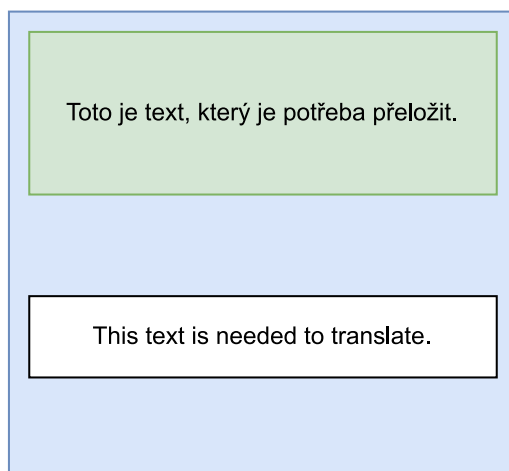 Toto je text, který je potřeba přeložit.
This text is needed to translate.